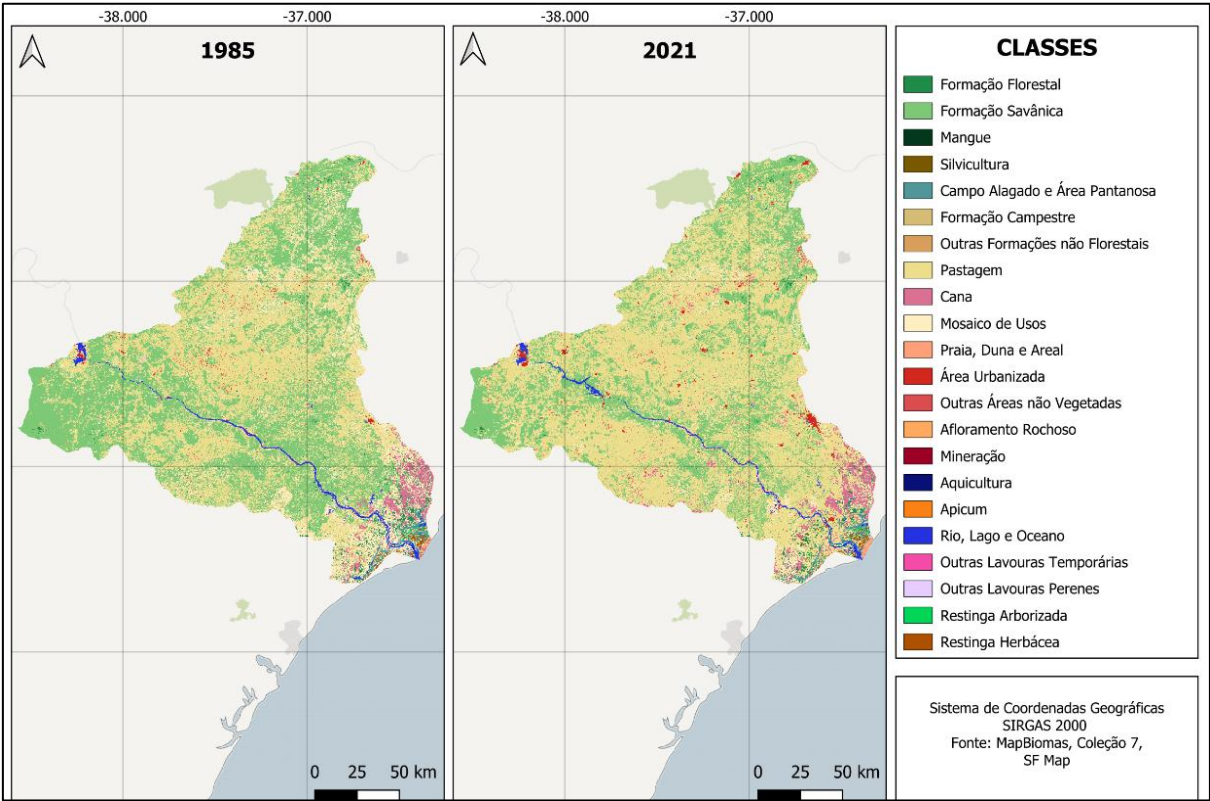 -38.000
-37.000
-38.000
-37.000
1985
2021
0 25 50 km
0 25 50 km
CLASSES
Formação Florestal
Formação Savânica
Mangue
Silvicultura
Campo Alagado e Área Pantanosa
Formação Campestre
Outras Formações não Florestais
Pastagem
Cana
Mosaico de Usos
Praia, Duna e Areal
Área Urbanizada
Outras Áreas não Vegetadas
Afloramento Rochoso
Mineração
Aquicultura
Apicum
Rio, Lago e Oceano
Outras Lavouras Temporárias
Outras Lavouras Perenes
Restinga Arborizada
Restinga Herbácea
Sistema de Coordenadas Geográficas
SIRGAS 2000
Fonte: MapBiomas, Coleção 7,
SF Map